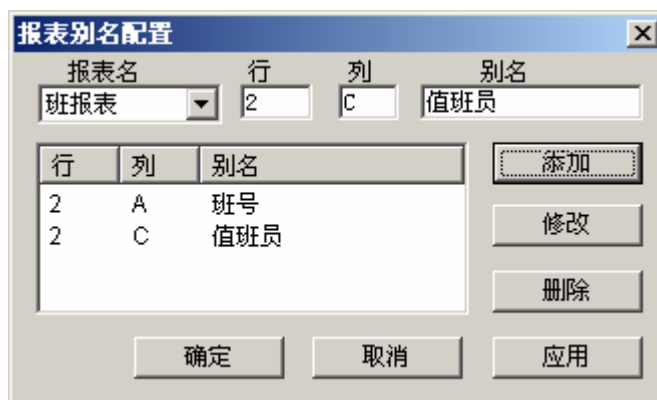 报表别名配置
报表名 行 列 别名
班报表 2 C 值班员
行 列 别名 添加
2 A 班号
2 C 值班员 修改
删除
确定 取消 应用